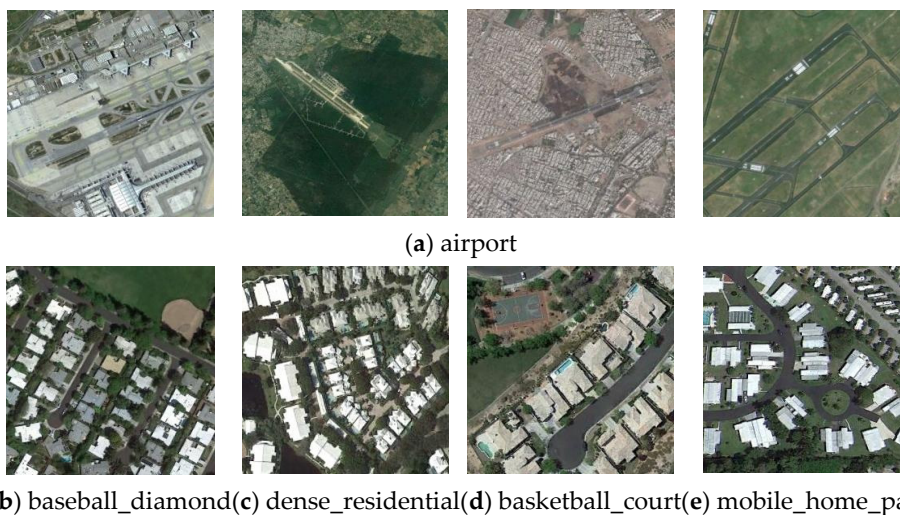 (a) airport
b) baseball_diamond(c) dense_residential(d) basketball_court(e) mobile_home_pa